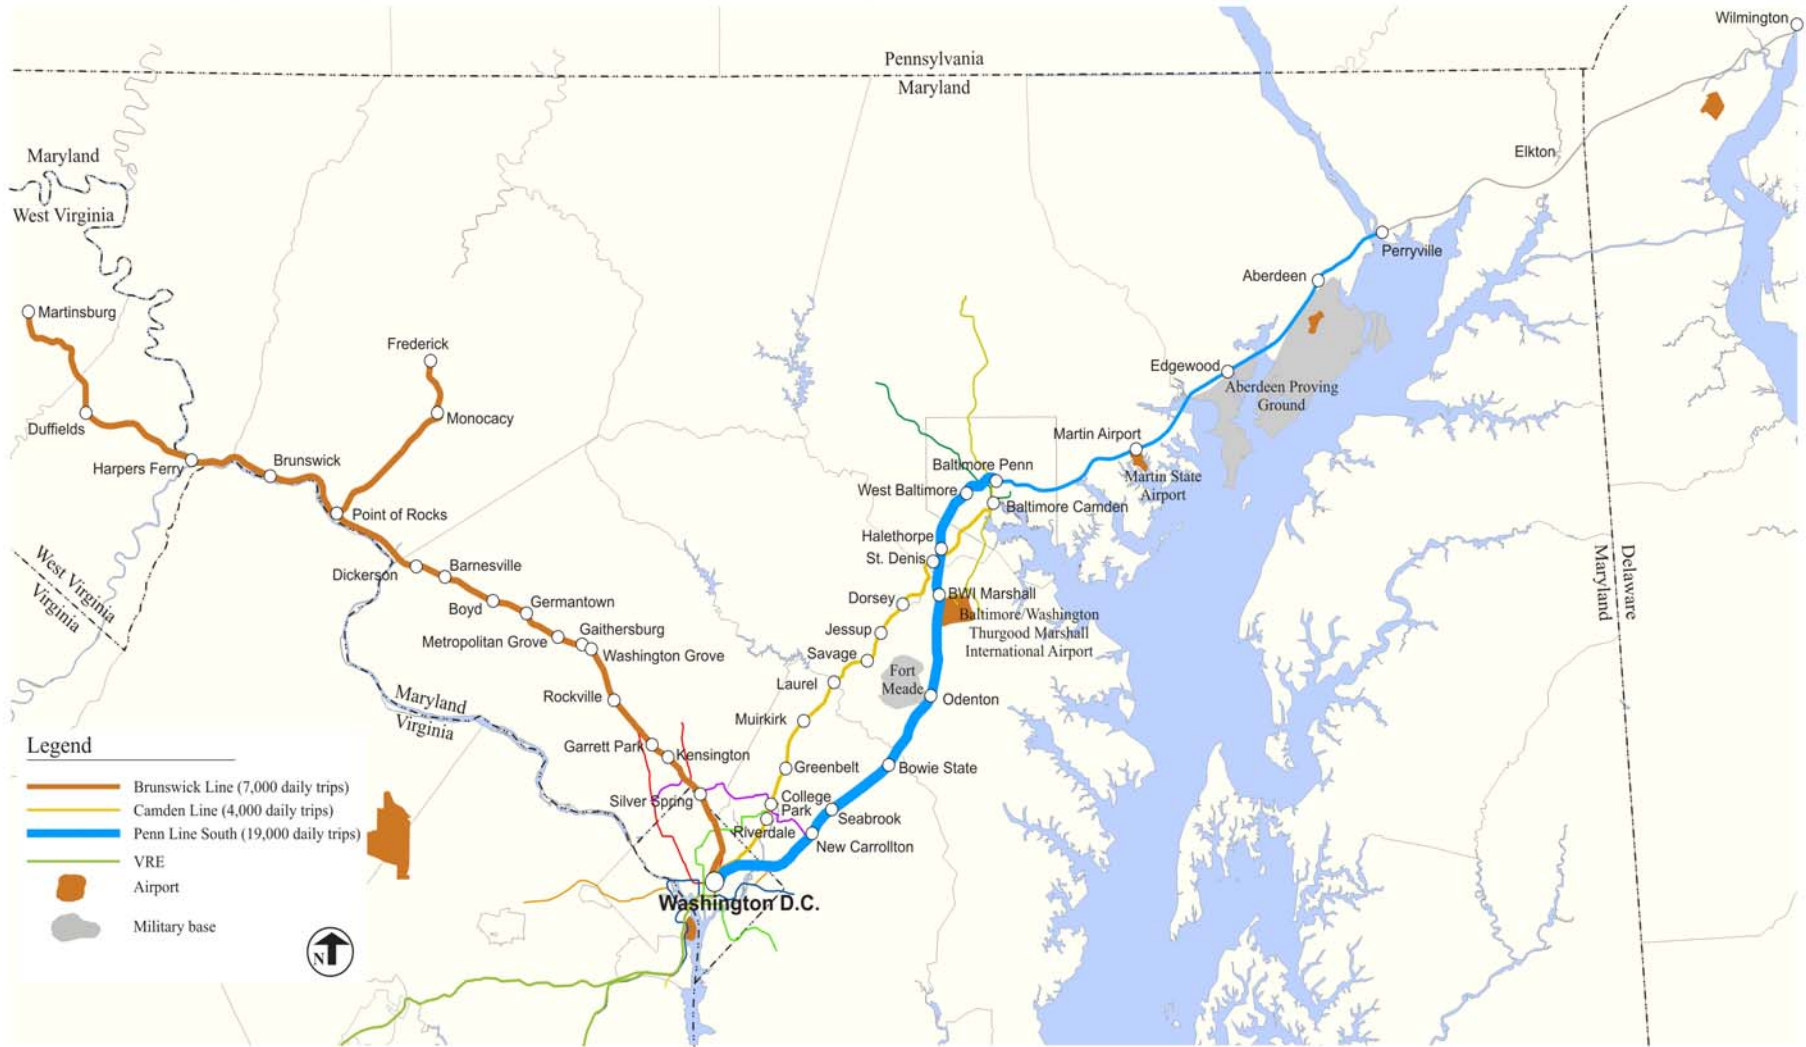 Wilmington
Pennsylvania
Maryland
Elkton
Maryland
West Virginia
Perryville
Aberdeen
Martinsburg
Frederick
Edgewood
Aberdeen Proving
Ground
Monocacy
Duffields
Martin Airport
Harpers Ferry
Brunswick
Baltimore Penn
Martin State
Airport
West Baltimore
Baltimore Camden
Point of Rocks
Halethorpe
St. Denis
West Virginia
Virginia
Dickerson
Barnesville
Maryland
Delaware
BWI Marshall
Dorsey
Boyd
Germantown
Baltimore/Washington
Thurgood Marshall
International Airport
Jessup
Gaithersburg
Metropolitan Grove
Washington Grove
Savage
Fort
Meade
Laurel
Rockville
Odenton
Maryland
Virginia
Muirkirk
Garrett Park
Kensington
Greenbelt
Bowie State
Silver Spring
College
Park
Seabrook
Riverdale
New Carrollton
Washington D.C.
Legend
Brunswick Line (7,000 daily trips)
Camden Line (4,000 daily trips)
Penn Line South (19,000 daily trips)
VRE
Airport
Military base
N